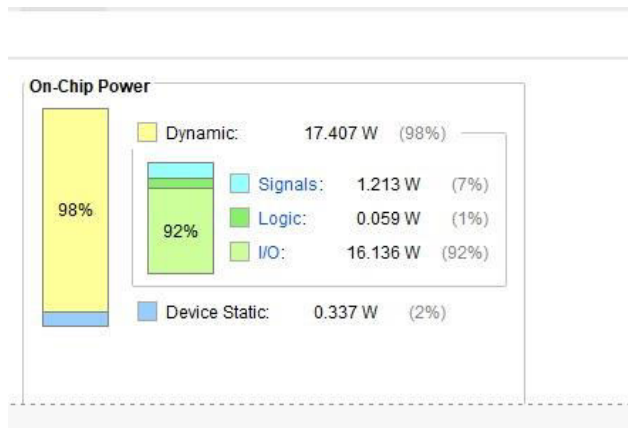 On-Chip Power
Dynamic: 17.407 W (98%)
98%
92%
Signals: 1.213 W (7%)
Logic: 0.059 W (1%)
I/O: 16.136 W (92%)
Device Static: 0.337 W (2%)